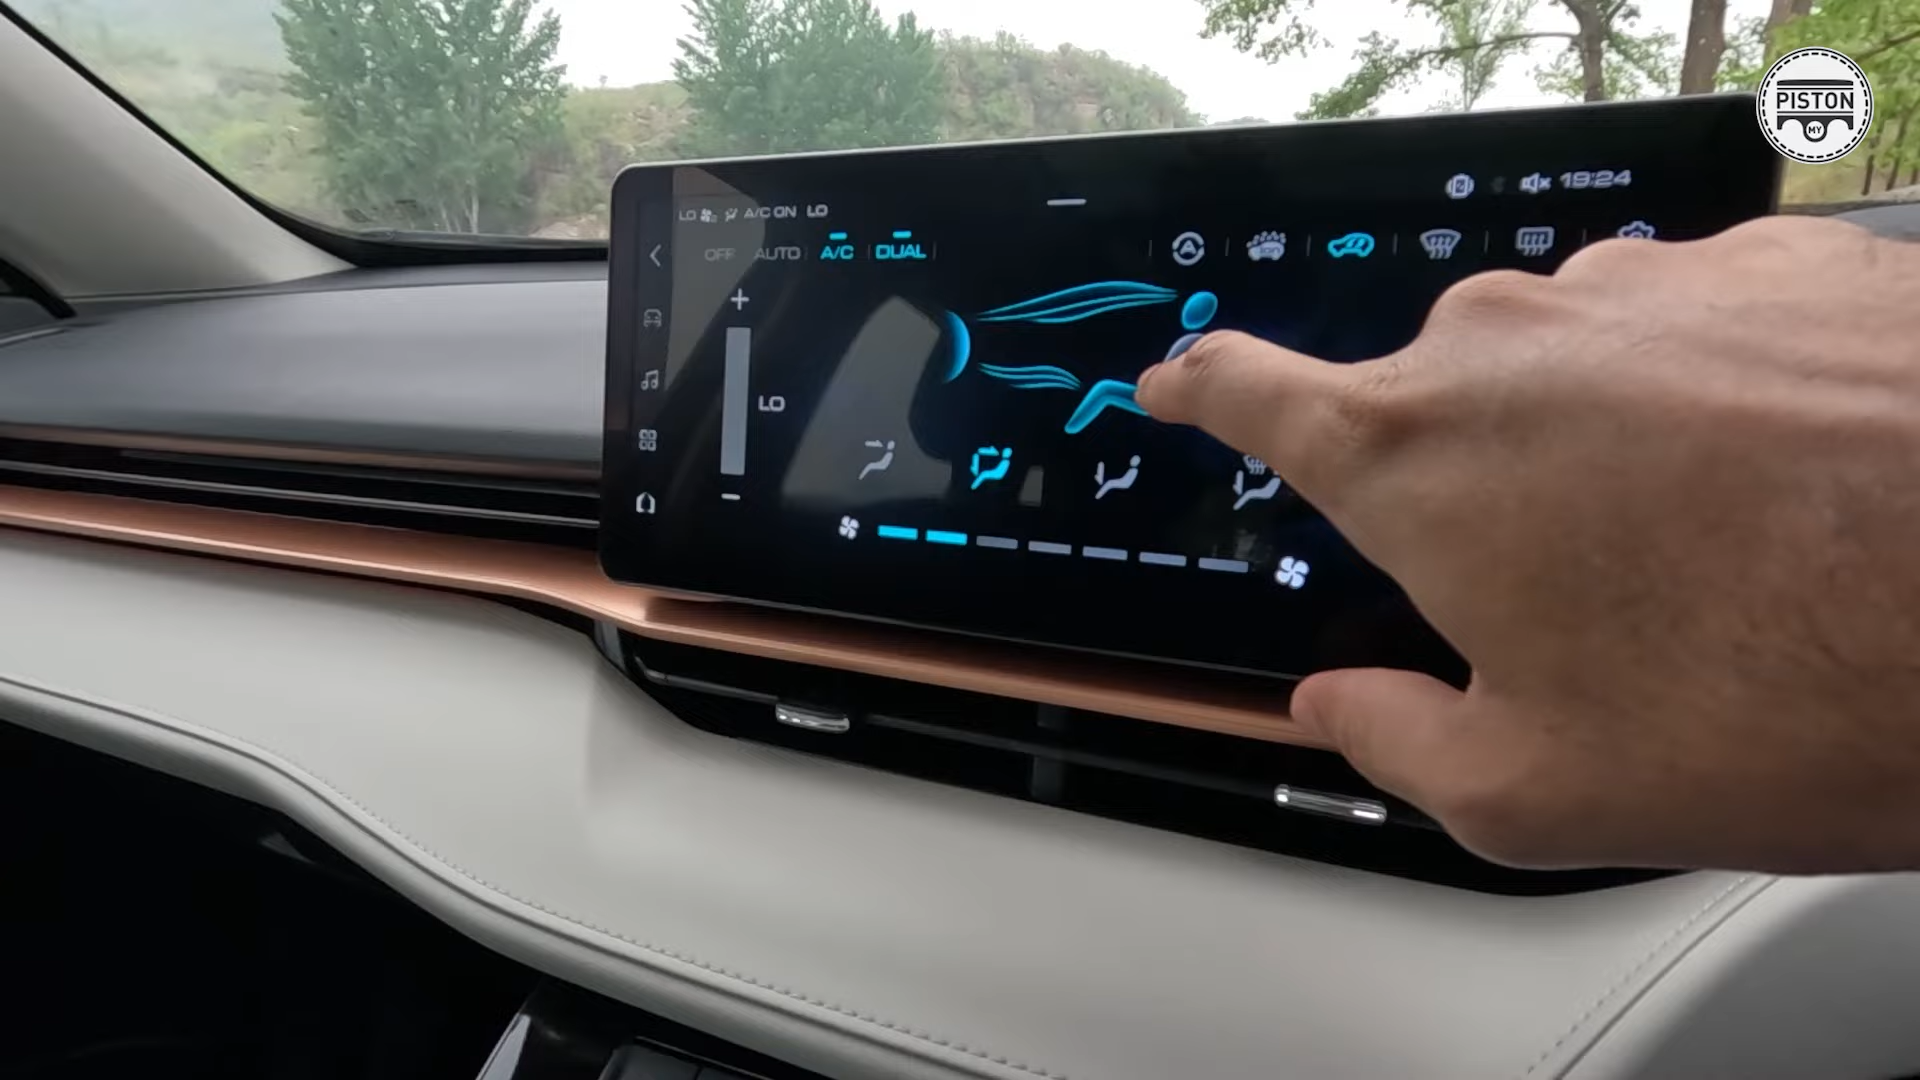 PISTON
MY
19:24
LO A/C ON LO
OFF AUTO A/C DUAL
LO